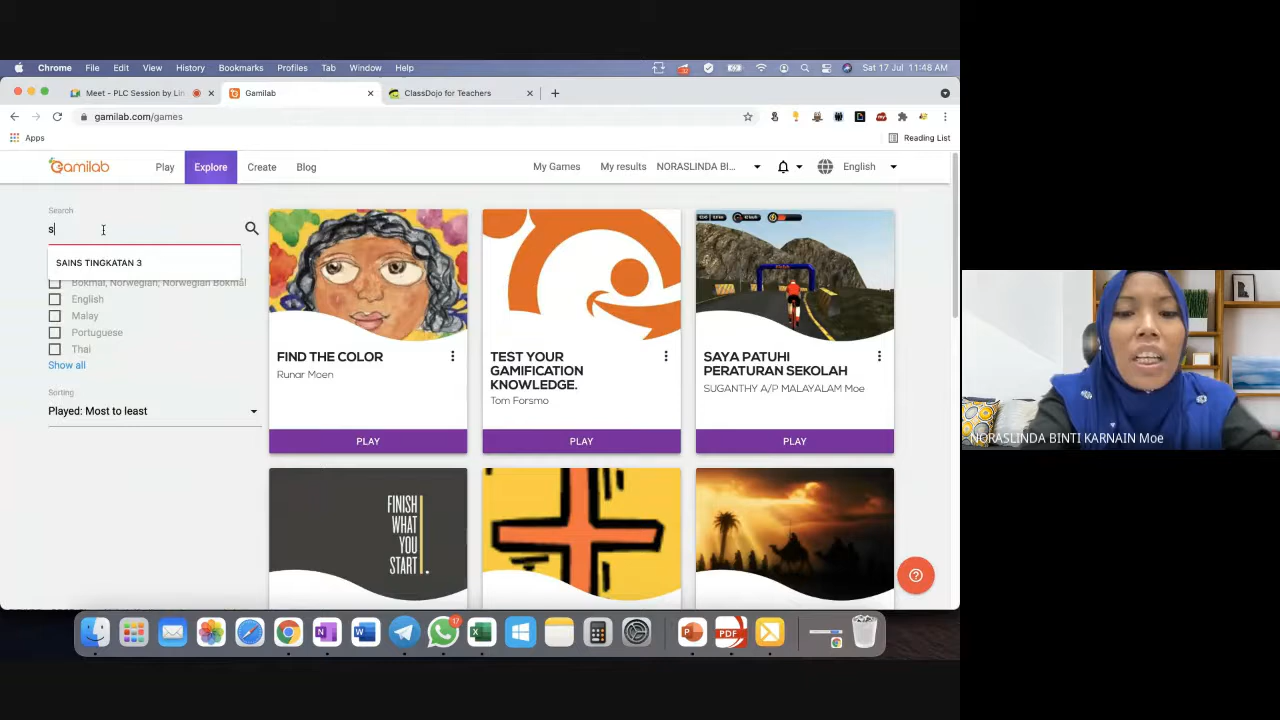 Chrome File Edit View History Bookmarks Profiles Tab Window Help Sat 17 Jul 11:46 AM
Meet - PLC Session by Lin
Gamilab
ClassDojo for Teachers
gamilab.com/games
Apps
Reading List
Gamilab
Play
Explore
Create
Blog
My Games
My results
NORASLINDA BI...
English
Search
s
SAINS TINGKATAN 3
Bokmål, Norwegian; Norwegian Bokmål
English
Malay
Portuguese
Thai
Show all
Sorting
Played: Most to least
FIND THE COLOR
Runar Moen
PLAY
TEST YOUR
GAMIFICATION
KNOWLEDGE.
Tom Forsmo
PLAY
SAYA PATUHI
PERATURAN SEKOLAH
SUGANTHY A/P MALAYALAM Moe
PLAY
FINISH
WHAT
YOU
START.
17
PDF
NORASLINDA BINTI KARNAIN Moe